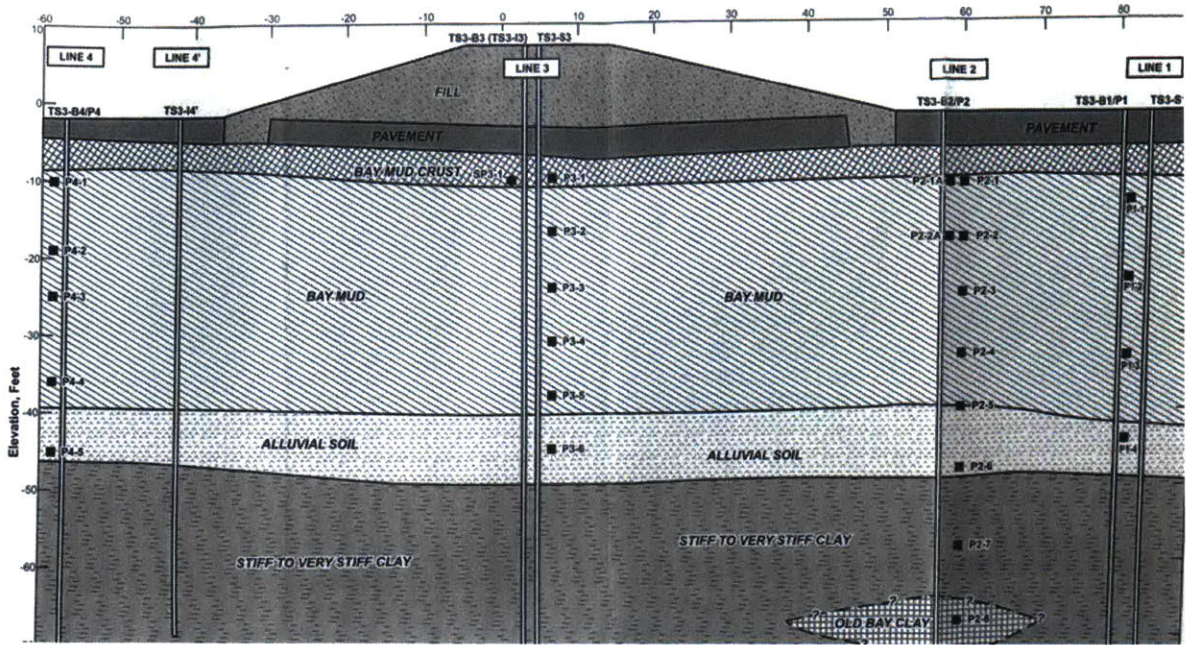 -60 -50 -40 -30 -20 -10 0 10 20 30 40 50 60 70 80
10
TS3-B3 (TS3-I3) TS3-S3
LINE 4 LINE 4' LINE 3 LINE 2 LINE 1
FILL
0
TS3-B4/P4 TS3-I4' TS3-B2/P2 TS3-B1/P1 TS3-S
PAVEMENT PAVEMENT
BAY MUD CRUST SP3-1
-10
P4-1 P3-1 P2-1A P2-1
P1-1
P4-2 P3-2 P2-2A P2-2
-20
P1-2
P4-3 BAY MUD P3-3 BAY MUD P2-3
-30
P4-4 P3-4 P2-4 P1-3
P3-5 P2-5
-40
Elevation, Feet
ALLUVIAL SOIL ALLUVIAL SOIL
P4-5 P3-6 P2-6 P1-4
-50
STIFF TO VERY STIFF CLAY STIFF TO VERY STIFF CLAY P2-7
-60
? ?
? OLD BAY CLAY P2-8 ?